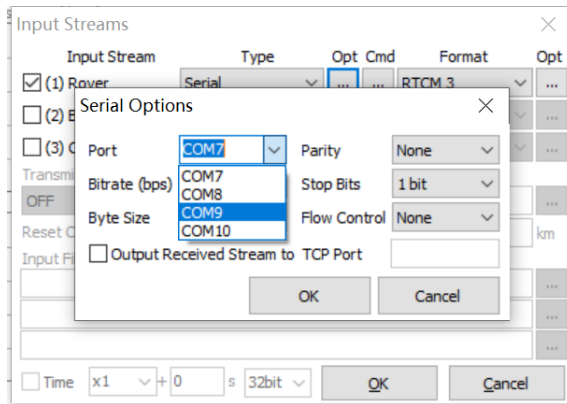 Input Streams
Input Stream Type Opt Cmd Format Opt
(1) Rover Serial ... ... RTCM 3 ...
Serial Options
(2) ...
(3) ...
Port COM7 Parity None
COM7
COM8
COM9
COM10
Bitrate (bps) Stop Bits 1 bit
Byte Size Flow Control None
Output Received Stream to TCP Port
OK Cancel
Transmi
OFF ...
Reset km
Input Fi
...
...
...
Time x1 + 0 s 32bit OK Cancel